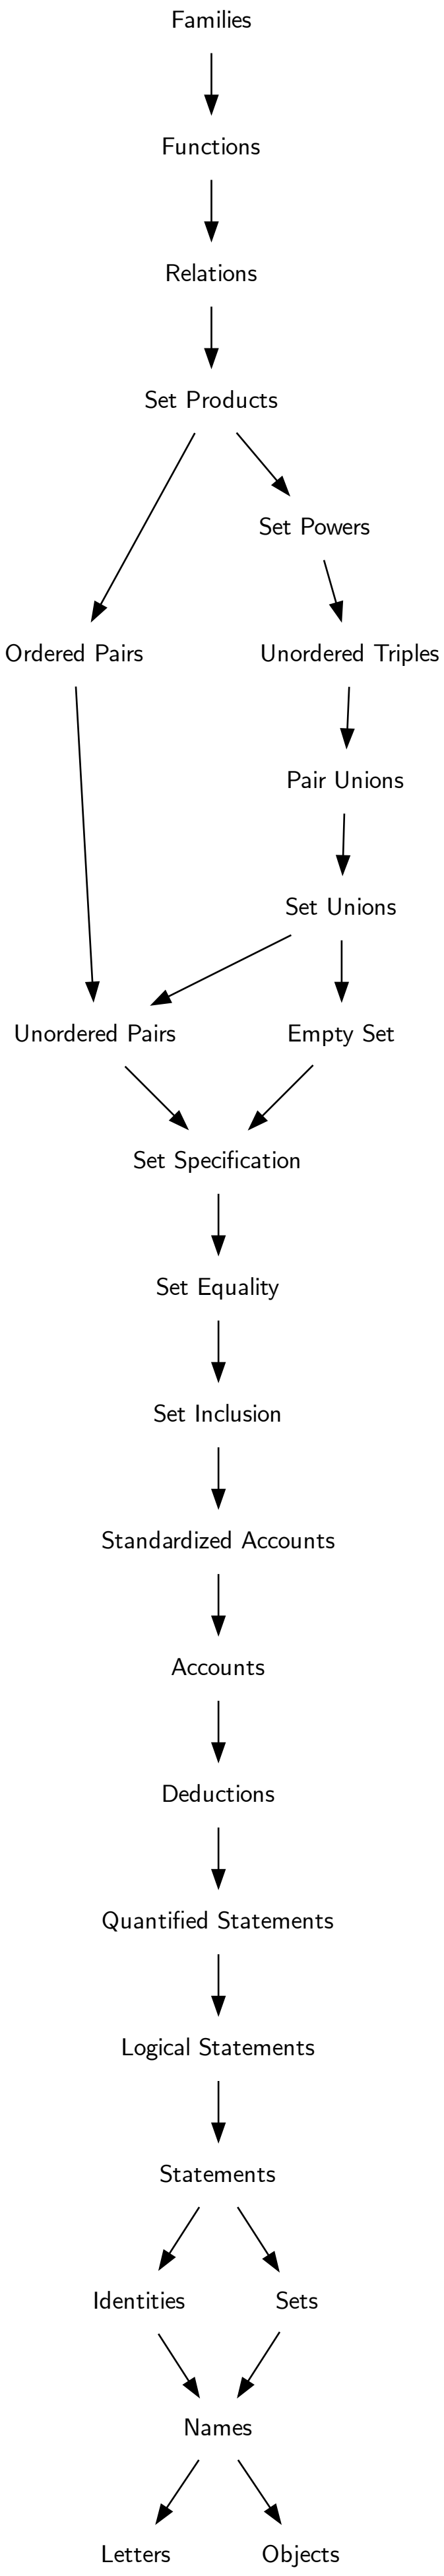 Families
Functions
Relations
Set Products
Set Powers
Ordered Pairs
Unordered Triples
Pair Unions
Set Unions
Unordered Pairs
Empty Set
Set Specification
Set Equality
Set Inclusion
Standardized Accounts
Accounts
Deductions
Quantified Statements
Logical Statements
Statements
Identities
Sets
Names
Letters
Objects